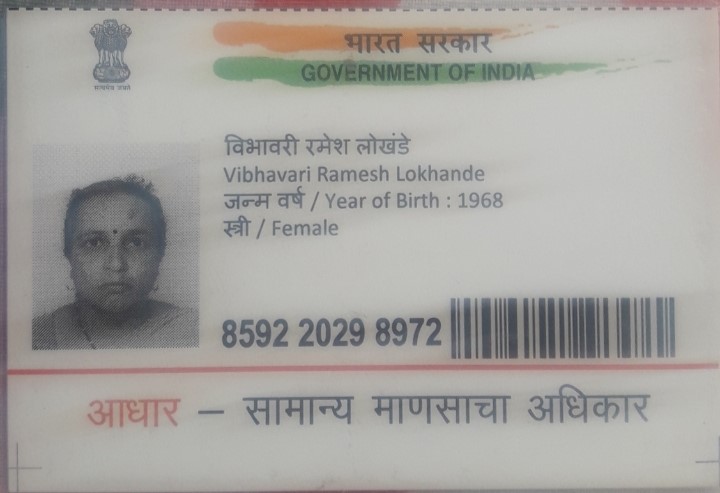 भारत सरकार
GOVERNMENT OF INDIA
सत्यमेव जयते
विभावरी रमेश लोखंडे
Vibhavari Ramesh Lokhande
जन्म वर्ष / Year of Birth : 1968
स्त्री / Female
8592 2029 8972
आधार – सामान्य माणसाचा अधिकार